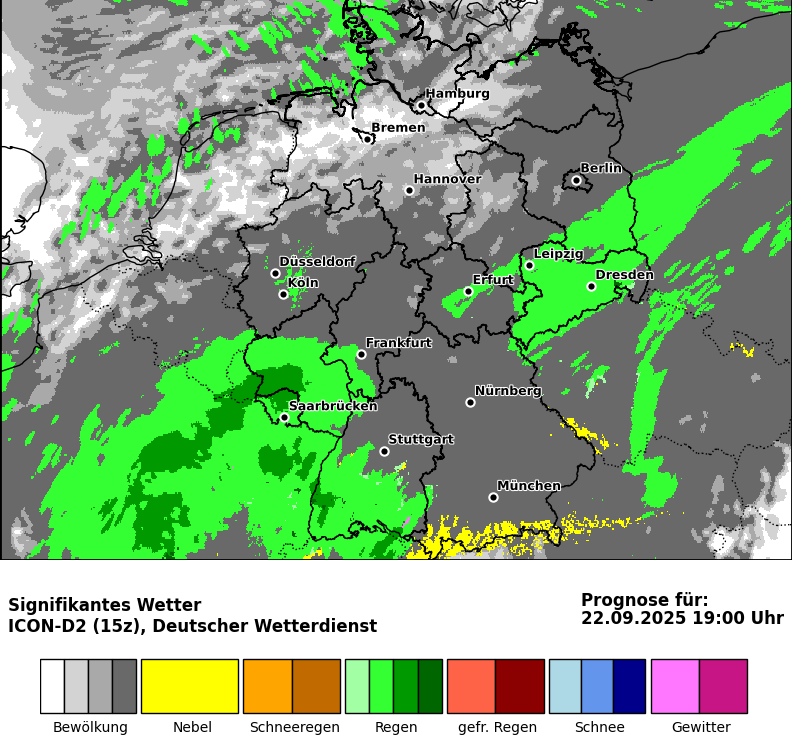 Hamburg
Bremen
Berlin
Hannover
Leipzig
Düsseldorf
Dresden
Köln
Erfurt
Frankfurt
Nürnberg
Saarbrücken
Stuttgart
München
Signifikantes Wetter
ICON-D2 (15z), Deutscher Wetterdienst
Prognose für:
22.09.2025 19:00 Uhr
Bewölkung
Nebel
Schneeregen
Regen
gefr. Regen
Schnee
Gewitter